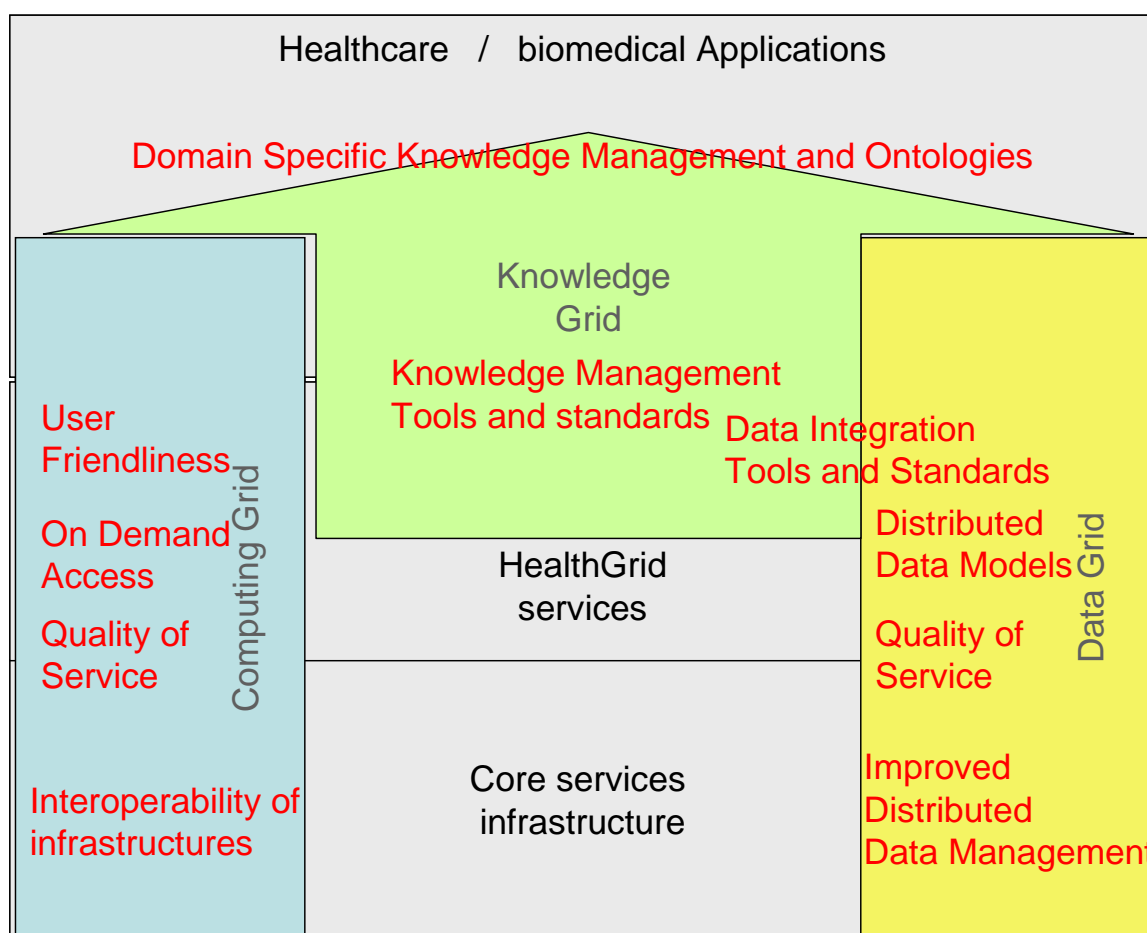 Healthcare / biomedical Applications
Domain Specific Knowledge Management and Ontologies
Knowledge
Grid
Knowledge Management
Tools and standards
Data Integration
Tools and Standards
User
Friendliness
On Demand
Access
Quality of
Service
Interoperability of
infrastructures
Computing Grid
HealthGrid
services
Core services
infrastructure
Distributed
Data Models
Quality of
Service
Improved
Distributed
Data Management
Data Grid